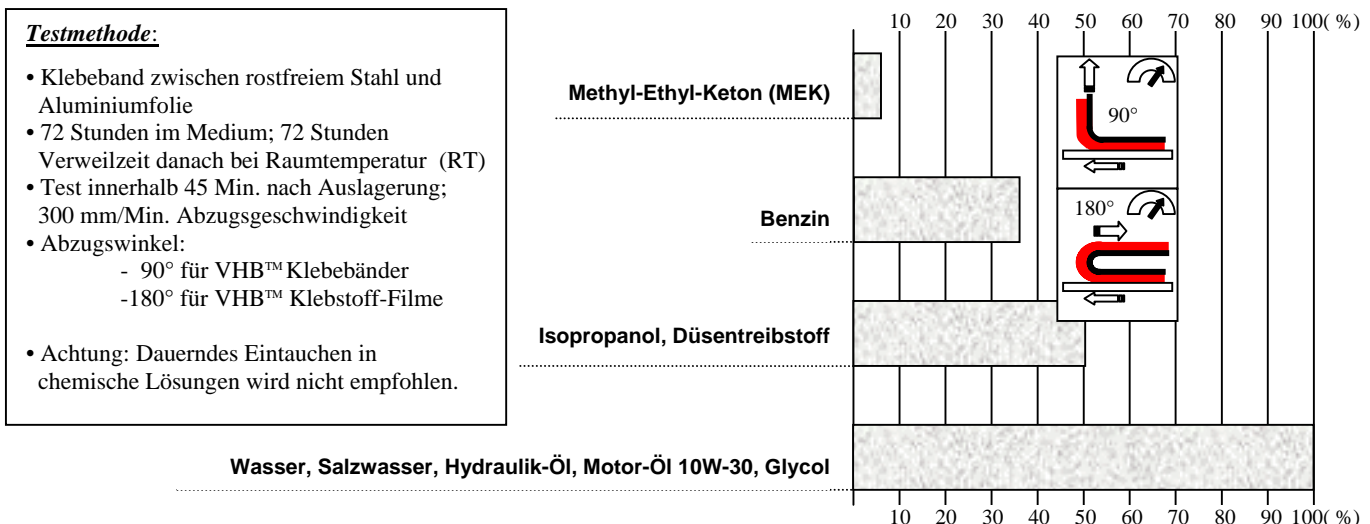 Testmethode:
• Klebeband zwischen rostfreiem Stahl und
Aluminiumfolie
• 72 Stunden im Medium; 72 Stunden
Verweilzeit danach bei Raumtemperatur (RT)
• Test innerhalb 45 Min. nach Auslagerung;
300 mm/Min. Abzugsgeschwindigkeit
• Abzugswinkel:
- 90° für VHB™ Klebebänder
-180° für VHB™ Klebstoff-Filme
• Achtung: Dauerndes Eintauchen in
chemische Lösungen wird nicht empfohlen.
10 20 30 40 50 60 70 80 90 100( %)
Methyl-Ethyl-Keton (MEK)
90°
Benzin
180°
Isopropanol, Düsentreibstoff
Wasser, Salzwasser, Hydraulik-Öl, Motor-Öl 10W-30, Glycol
10 20 30 40 50 60 70 80 90 100( %)